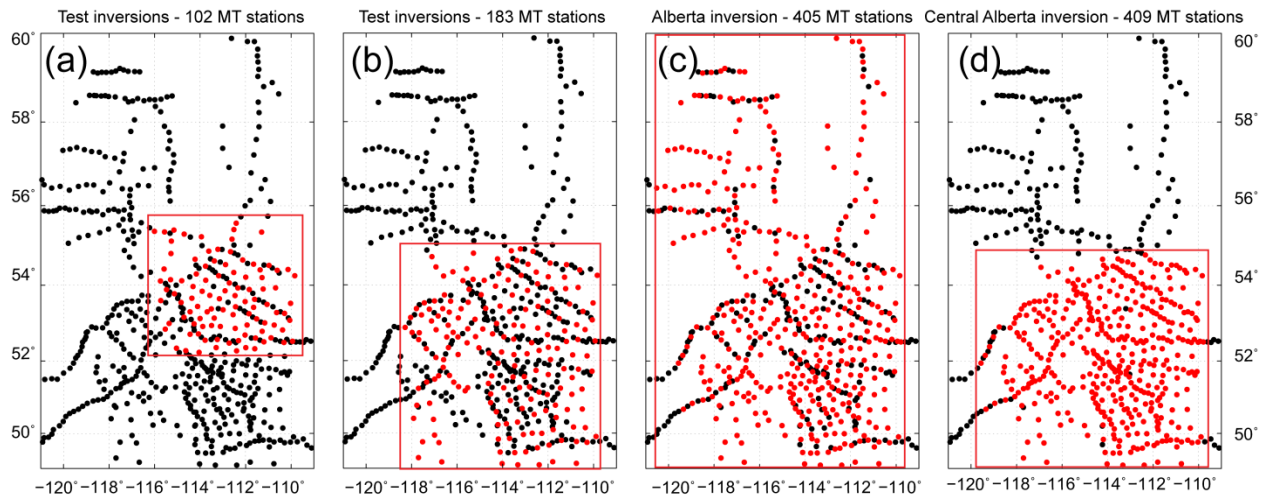 Test inversions - 102 MT stations
Test inversions - 183 MT stations
Alberta inversion - 405 MT stations
Central Alberta inversion - 409 MT stations
(a)
(b)
(c)
(d)
60˚
58˚
56˚
54˚
52˚
50˚
60˚
58˚
56˚
54˚
52˚
50˚
−120˚ −118˚ −116˚ −114˚ −112˚ −110˚
−120˚ −118˚ −116˚ −114˚ −112˚ −110˚
−120˚ −118˚ −116˚ −114˚ −112˚ −110˚
−120˚ −118˚ −116˚ −114˚ −112˚ −110˚